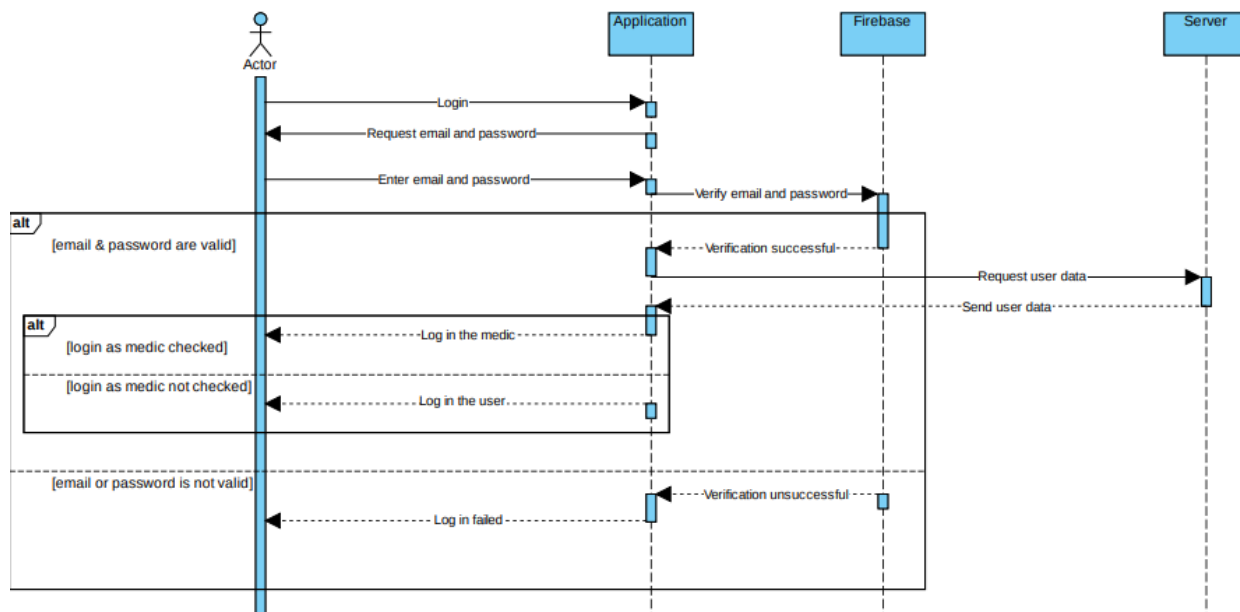 Application
Firebase
Server
Actor
Login
Request email and password
Enter email and password
Verify email and password
alt
[email & password are valid]
Verification successful
Request user data
Send user data
alt
Log in the medic
[login as medic checked]
[login as medic not checked]
Log in the user
[email or password is not valid]
Verification unsuccessful
Log in failed